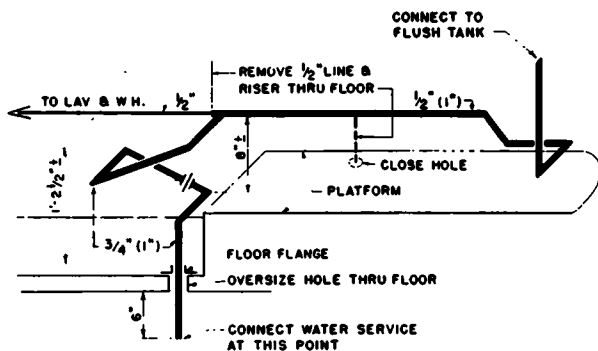 CONNECT TO
FLUSH TANK
REMOVE 1/2" LINE &
RISER THRU FLOOR
TO LAV & W.H.
1/2"
1/2" (1")
8" ±
CLOSE HOLE
1'-2 1/2" ±
PLATFORM
3/4" (1")
FLOOR FLANGE
OVERSIZE HOLE THRU FLOOR
6"
CONNECT WATER SERVICE
AT THIS POINT